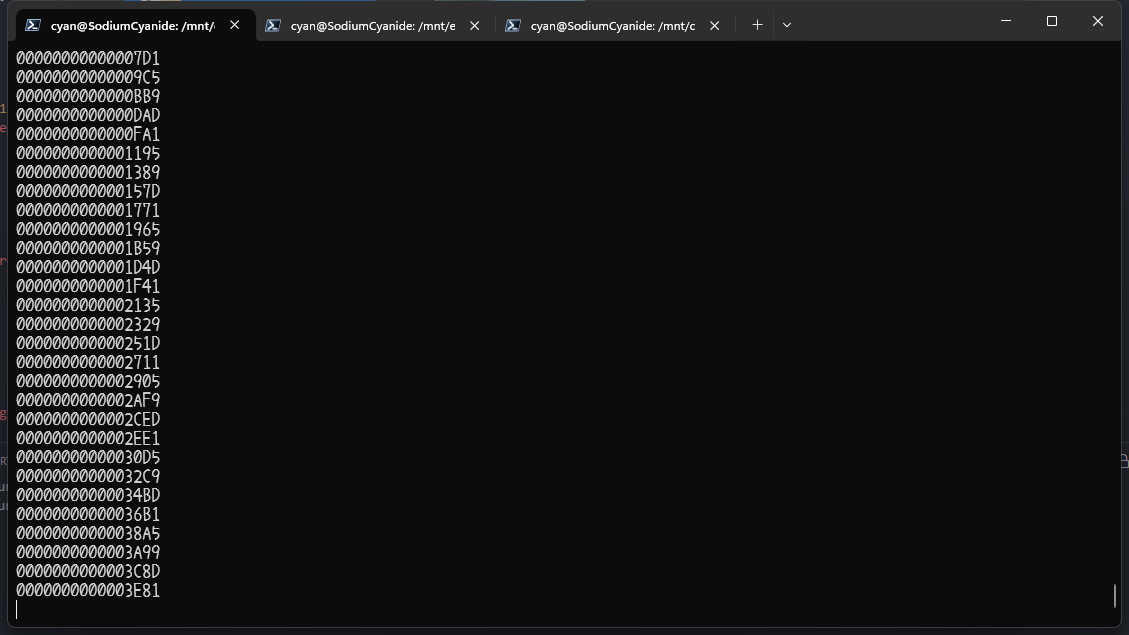 cyan@SodiumCyanide: /mnt/
cyan@SodiumCyanide: /mnt/e
cyan@SodiumCyanide: /mnt/c
00000000000007D1
00000000000009C5
0000000000000BB9
0000000000000DAD
0000000000000FA1
0000000000001195
0000000000001389
000000000000157D
0000000000001771
0000000000001965
0000000000001B59
0000000000001D4D
0000000000001F41
0000000000002135
0000000000002329
000000000000251D
0000000000002711
0000000000002905
0000000000002AF9
0000000000002CED
0000000000002EE1
00000000000030D5
00000000000032C9
00000000000034BD
00000000000036B1
00000000000038A5
0000000000003A99
0000000000003C8D
0000000000003E81